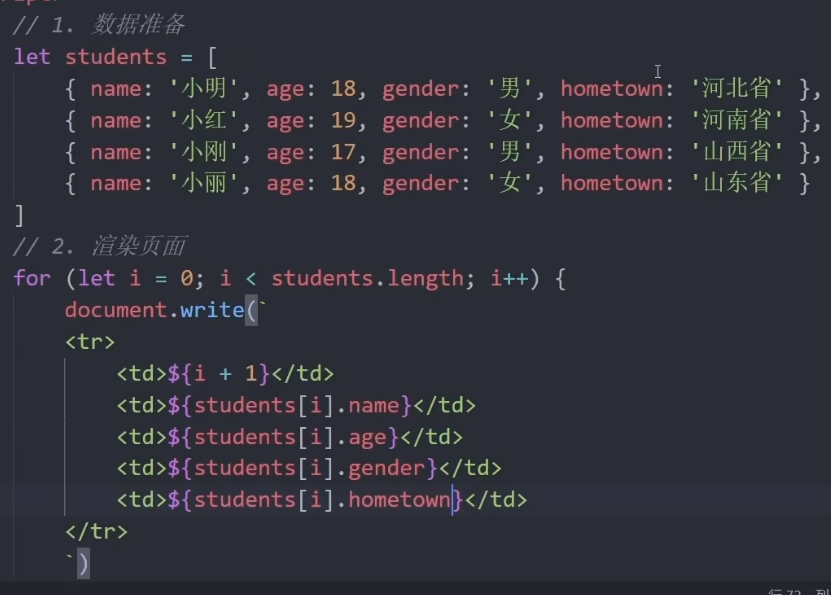 // 1. 数据准备
let students = [
    { name: '小明', age: 18, gender: '男', hometown: '河北省' },
    { name: '小红', age: 19, gender: '女', hometown: '河南省' },
    { name: '小刚', age: 17, gender: '男', hometown: '山西省' },
    { name: '小丽', age: 18, gender: '女', hometown: '山东省' }
]
// 2. 渲染页面
for (let i = 0; i < students.length; i++) {
    document.write(`
    <tr>
        <td>${i + 1}</td>
        <td>${students[i].name}</td>
        <td>${students[i].age}</td>
        <td>${students[i].gender}</td>
        <td>${students[i].hometown}</td>
    </tr>
    `)